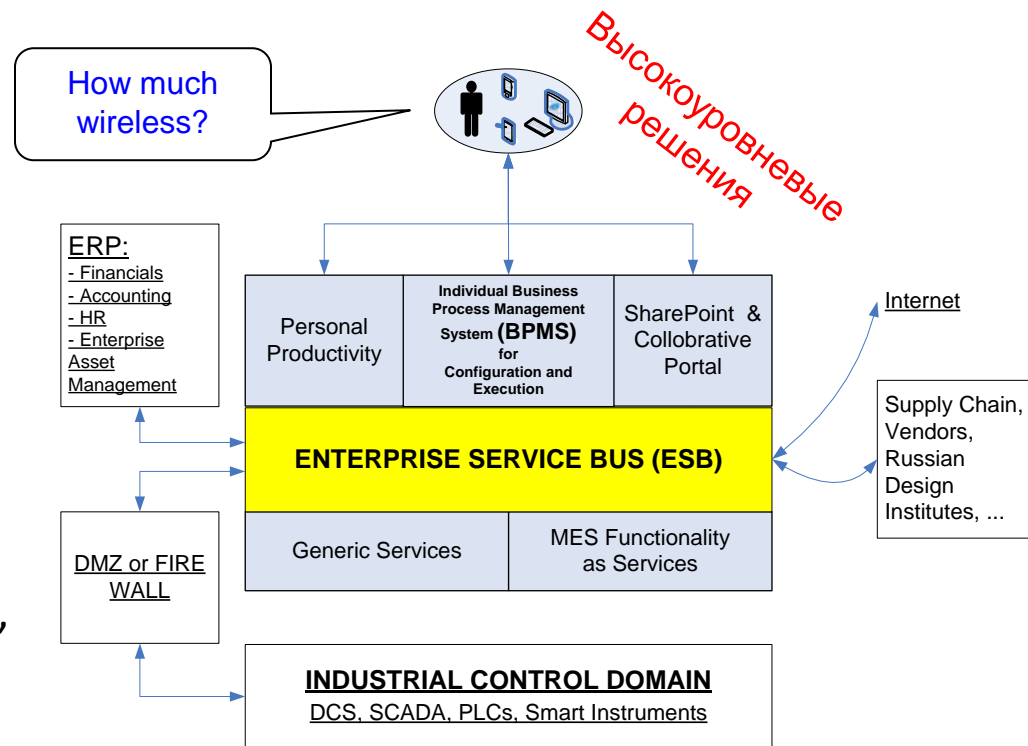 How much
wireless?
Высокоуровневые
решения
ERP:
- Financials
- Accounting
- HR
- Enterprise
Asset
Management
Personal
Productivity
Individual Business
Process Management
System (BPMS)
for
Configuration and
Execution
SharePoint &
Collobrative
Portal
Internet
ENTERPRISE SERVICE BUS (ESB)
Supply Chain,
Vendors,
Russian
Design
Institutes, ...
Generic Services
MES Functionality
as Services
DMZ or FIRE
WALL
,
INDUSTRIAL CONTROL DOMAIN
DCS, SCADA, PLCs, Smart Instruments